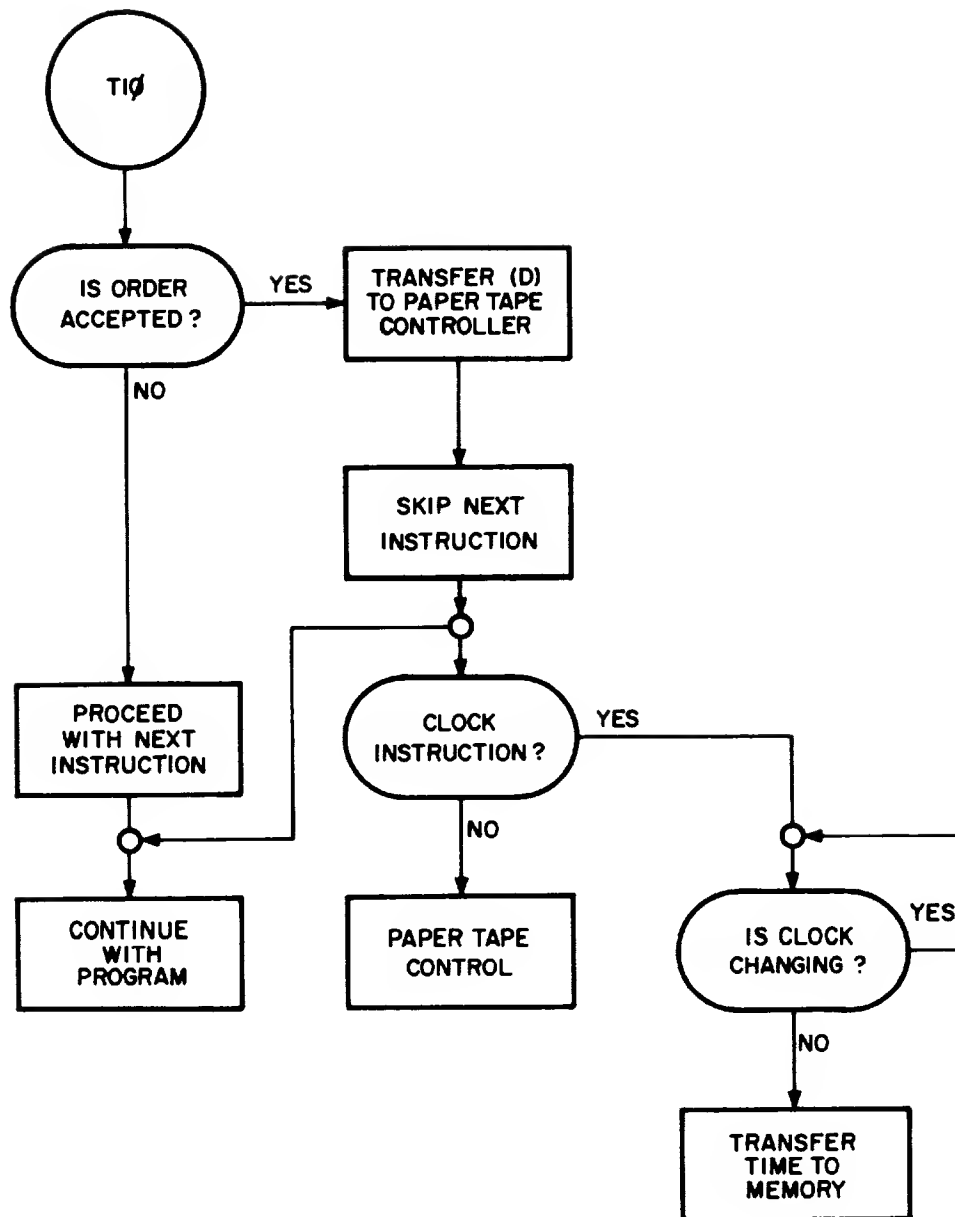 TIØ
IS ORDER
ACCEPTED ?
YES
NO
TRANSFER (D)
TO PAPER TAPE
CONTROLLER
SKIP NEXT
INSTRUCTION
PROCEED
WITH NEXT
INSTRUCTION
CLOCK
INSTRUCTION ?
YES
NO
CONTINUE
WITH
PROGRAM
PAPER TAPE
CONTROL
IS CLOCK
CHANGING ?
YES
NO
TRANSFER
TIME TO
MEMORY